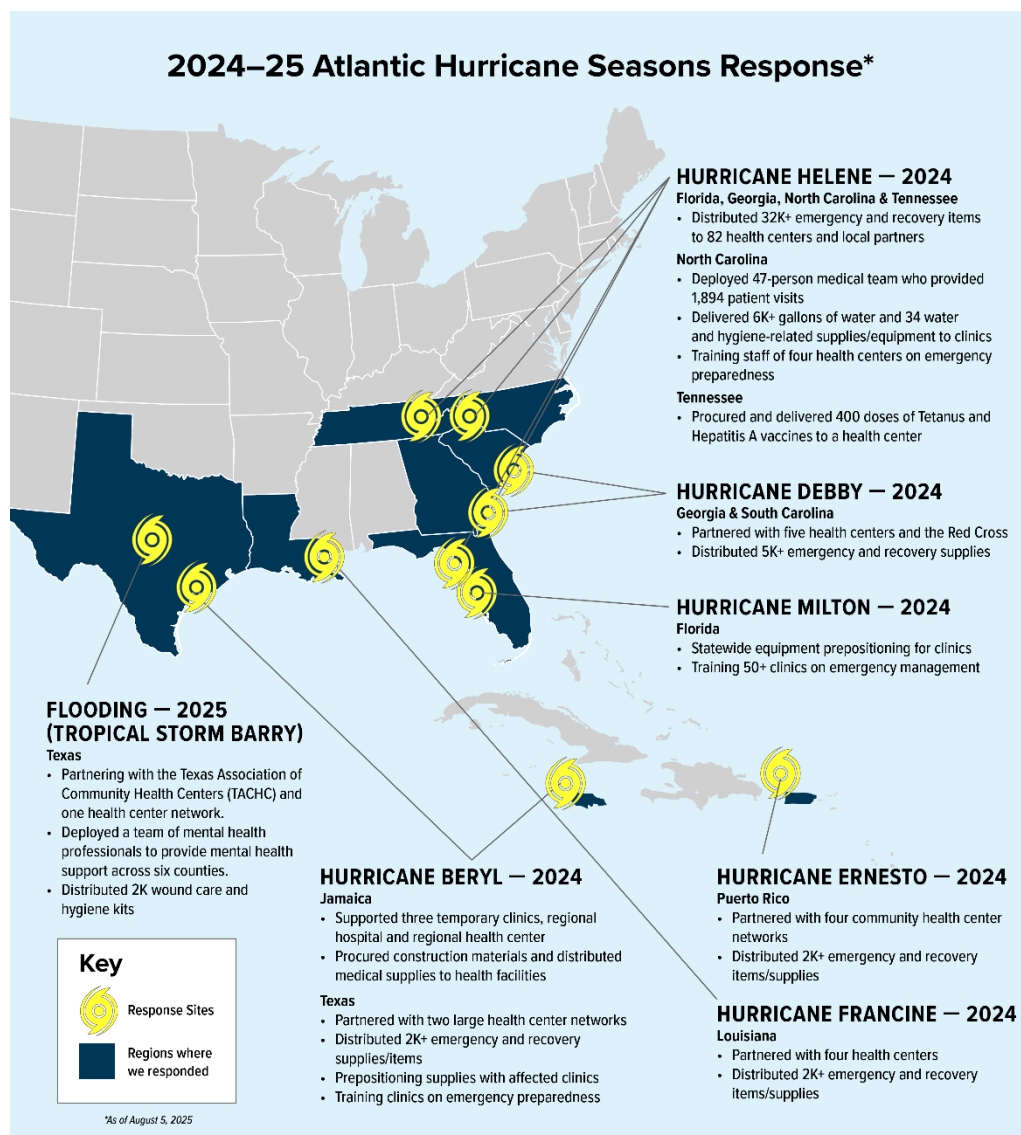 2024–25 Atlantic Hurricane Seasons Response*
HURRICANE HELENE — 2024
Florida, Georgia, North Carolina & Tennessee
• Distributed 32K+ emergency and recovery items
to 82 health centers and local partners
North Carolina
• Deployed 47-person medical team who provided
1,894 patient visits
• Delivered 6K+ gallons of water and 34 water
and hygiene-related supplies/equipment to clinics
• Training staff of four health centers on emergency
preparedness
Tennessee
• Procured and delivered 400 doses of Tetanus and
Hepatitis A vaccines to a health center
HURRICANE DEBBY — 2024
Georgia & South Carolina
• Partnered with five health centers and the Red Cross
• Distributed 5K+ emergency and recovery supplies
HURRICANE MILTON — 2024
Florida
• Statewide equipment prepositioning for clinics
• Training 50+ clinics on emergency management
FLOODING — 2025
(TROPICAL STORM BARRY)
Texas
• Partnering with the Texas Association of
Community Health Centers (TACHC) and
one health center network.
• Deployed a team of mental health
professionals to provide mental health
support across six counties.
• Distributed 2K wound care and
hygiene kits
HURRICANE BERYL — 2024
Jamaica
• Supported three temporary clinics, regional
hospital and regional health center
• Procured construction materials and distributed
medical supplies to health facilities
Texas
• Partnered with two large health center networks
• Distributed 2K+ emergency and recovery
supplies/items
• Prepositioning supplies with affected clinics
• Training clinics on emergency preparedness
HURRICANE ERNESTO — 2024
Puerto Rico
• Partnered with four community health center
networks
• Distributed 2K+ emergency and recovery
items/supplies
HURRICANE FRANCINE — 2024
Louisiana
• Partnered with four health centers
• Distributed 2K+ emergency and recovery
items/supplies
Key
Response Sites
Regions where
we responded
*As of August 5, 2025